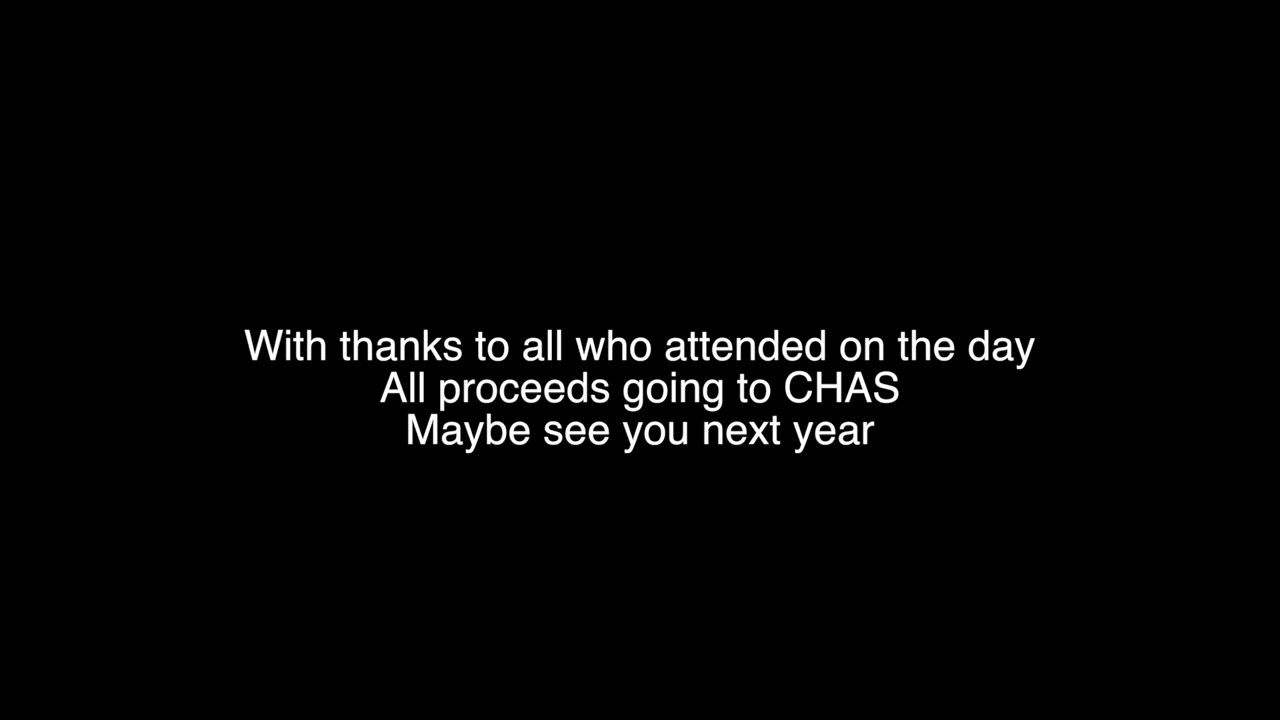 With thanks to all who attended on the day
All proceeds going to CHAS
Maybe see you next year